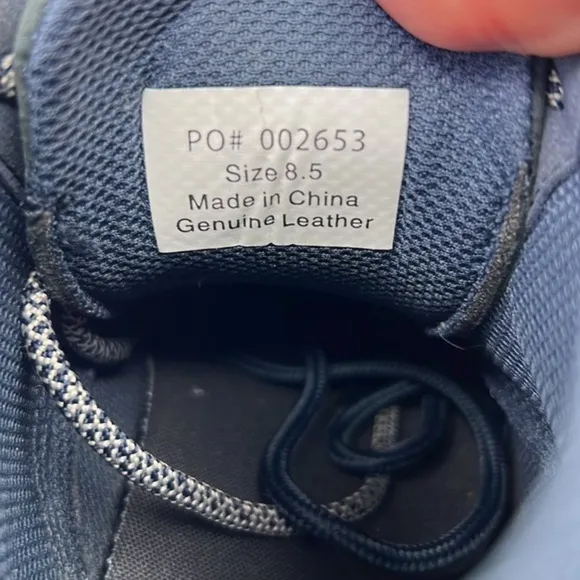 PO# 002653
Size 8.5
Made in China
Genuine Leather